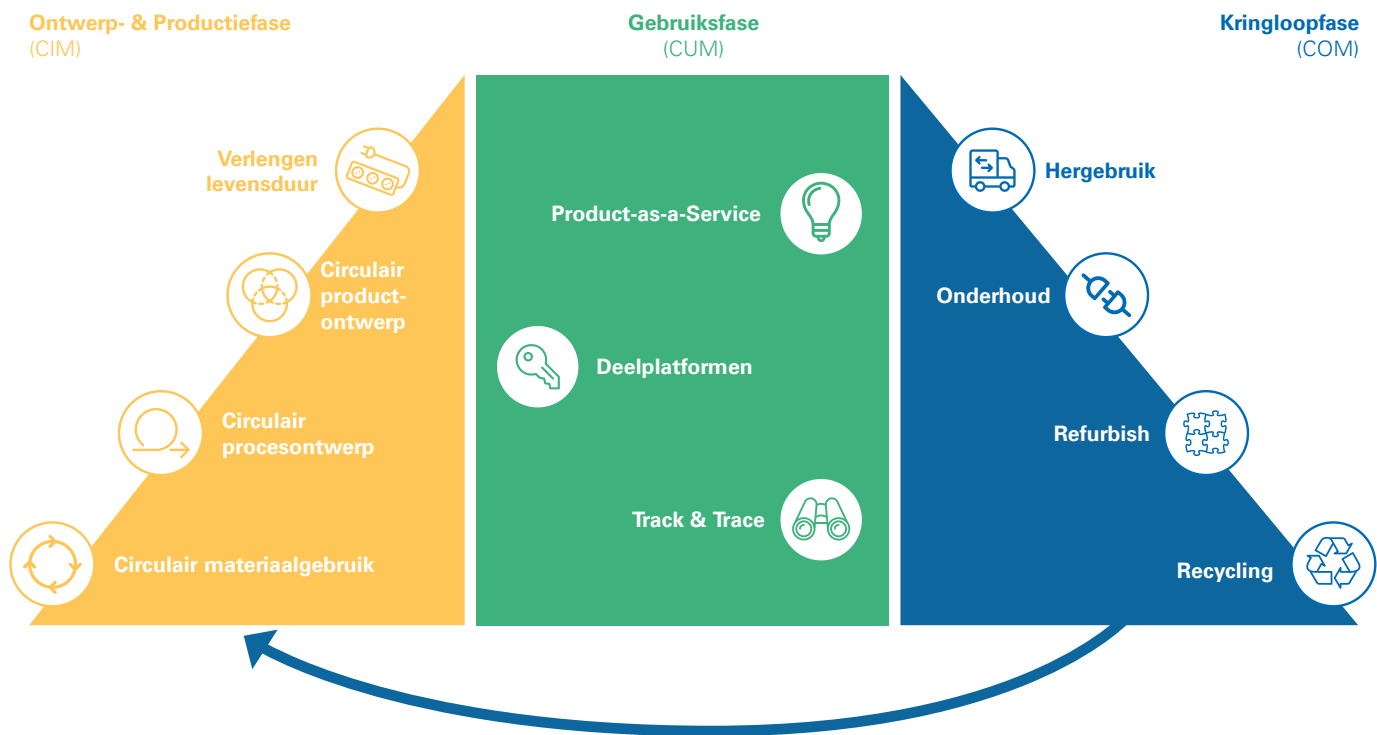 Ontwerp- & Productiefase
(CIM)
Verlengen
levensduur
Circulair
product-
ontwerp
Circulair
procesontwerp
Circulair materiaalgebruik
Gebruiksfase
(CUM)
Product-as-a-Service
Deelplatformen
Track & Trace
Kringloopfase
(COM)
Hergebruik
Onderhoud
Refurbish
Recycling